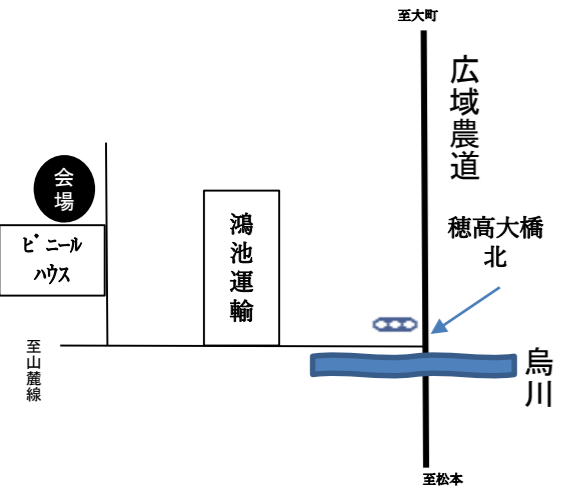 至大町
広域農道
会場
ビニール
ハウス
鴻池運輸
穂高大橋
北
至山麓線
烏川
至松本